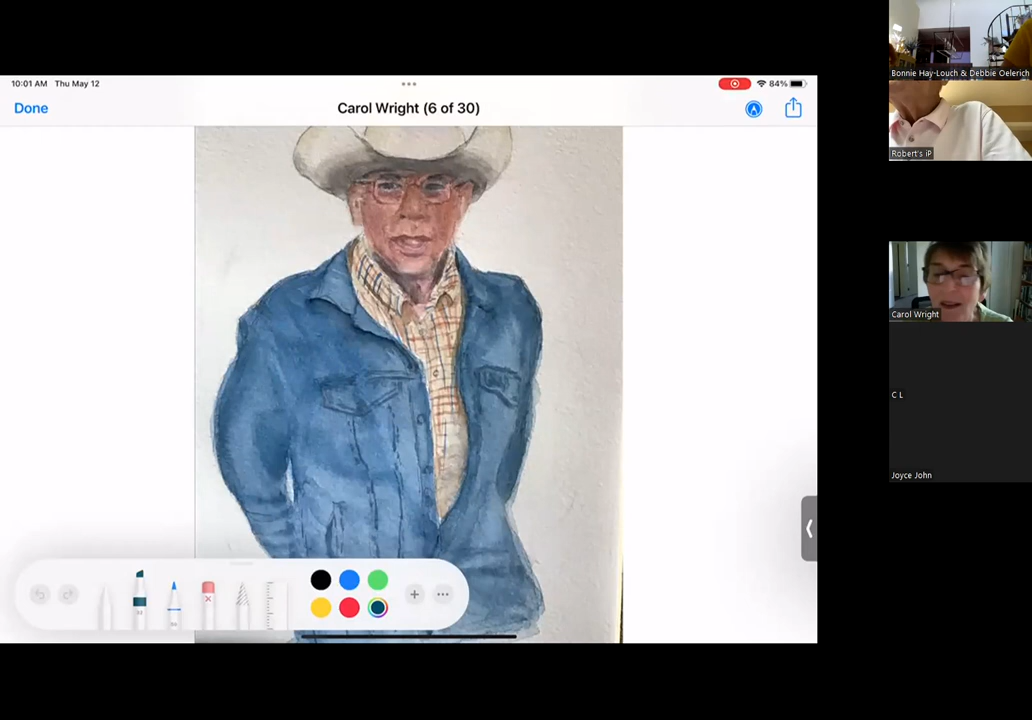 10:01 AM Thu May 12
84%
Done
Carol Wright (6 of 30)
Bonnie Hay-Louch & Debbie Oelerich
Robert's iP
Carol Wright
C L
Joyce John